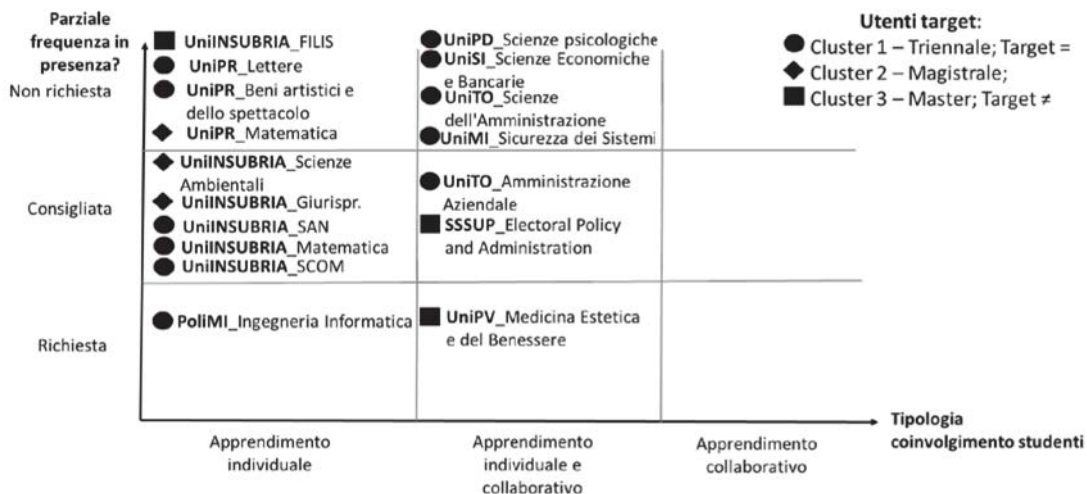 Parziale
frequenza in
presenza?
Non richiesta
Consigliata
Richiesta
UniINSUBRIA_FILIS
UniPR_Lettere
UniPR_Beni artistici e
dello spettacolo
UniPR_Matematica
UniPD_Scienze psicologiche
UniSI_Scienze Economiche
e Bancarie
UniTO_Scienze
dell'Amministrazione
UniMI_Sicurezza dei Sistemi
UniINSUBRIA_Scienze
Ambientali
UniINSUBRIA_Giurispr.
UniINSUBRIA_SAN
UniINSUBRIA_Matematica
UniINSUBRIA_SCOM
UniTO_Amministrazione
Aziendale
SSSUP_Electoral Policy
and Administration
PoliMI_Ingegneria Informatica
UniPV_Medicina Estetica
e del Benessere
Utenti target:
Cluster 1 – Triennale; Target =
Cluster 2 – Magistrale;
Cluster 3 – Master; Target ≠
Apprendimento
individuale
Apprendimento
individuale e
collaborativo
Apprendimento
collaborativo
Tipologia
coinvolgimento studenti